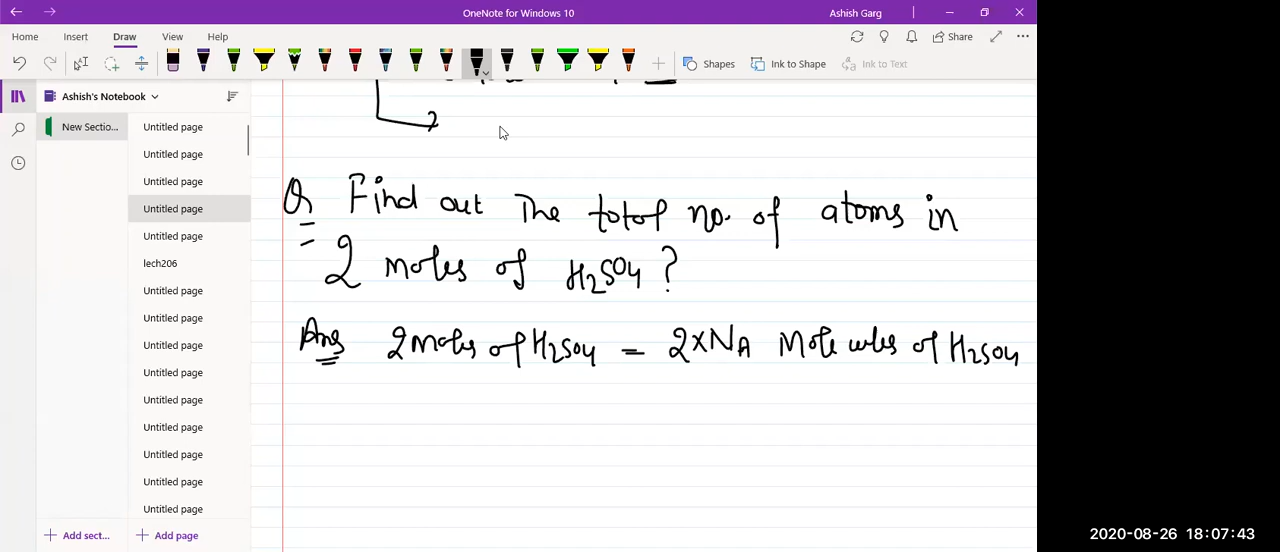 OneNote for Windows 10
Ashish Garg
Home Insert Draw View Help
Share
Shapes Ink to Shape Ink to Text
Ashish's Notebook
New Sectio...
Untitled page
Untitled page
Untitled page
Untitled page
Untitled page
lech206
Untitled page
Untitled page
Untitled page
Untitled page
Untitled page
Untitled page
Untitled page
Untitled page
Untitled page
Add sect...
Add page
Q Find out The total no. of atoms in
2 moles of H2SO4?
Ans 2 moles of H2SO4 = 2×NA Molecules of H2SO4
2020-08-26 18:07:43